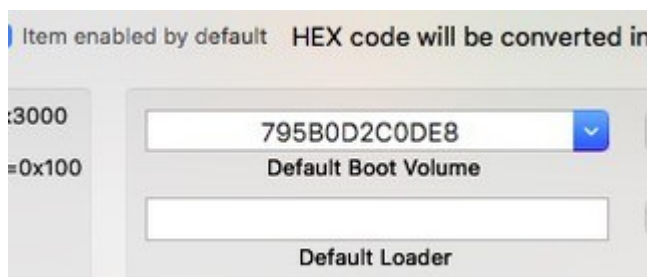 Item enabled by default HEX code will be converted in
:3000
795B0D2C0DE8
=0x100
Default Boot Volume
Default Loader